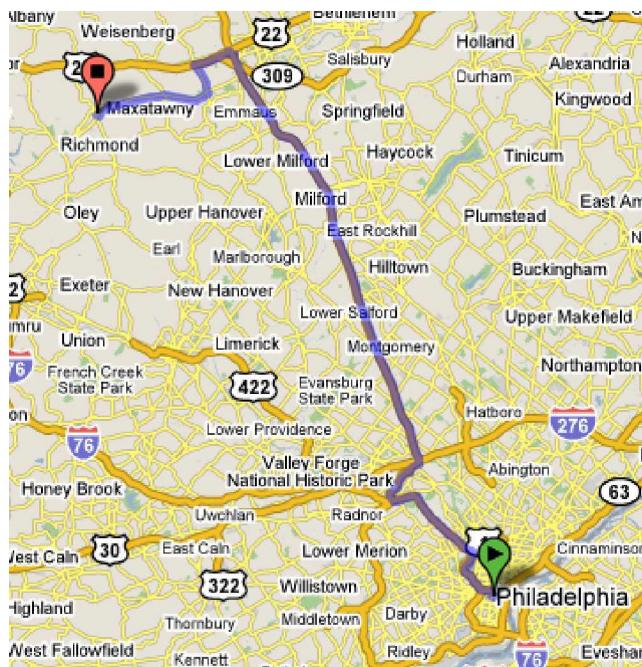 Albany
Weisenberg
Bethlehem
22
22
Holland
Salisbury
309
Alexandria
Durham
Maxatawny
Emmaus
Springfield
Kingwood
Richmond
Lower Milford
Haycock
Tinicum
Milford
Oley
Upper Hanover
Plumstead
East Am
East Rockhill
Earl
Marlborough
Hilltown
Buckingham
Exeter
New Hanover
Lower Salford
Upper Makefield
Union
Limerick
Montgomery
76
French Creek
State Park
422
Evansburg
State Park
Northampton
Hatboro
276
Lower Providence
76
Valley Forge
National Historic Park
Abington
Honey Brook
63
Uwchlan
Radnor
West Caln
30
East Caln
Lower Merion
Cinnaminson
322
Willistown
Philadelphia
Highland
Thornbury
Middletown
Darby
West Fallowfield
Kennett
Ridley
76
Evesham